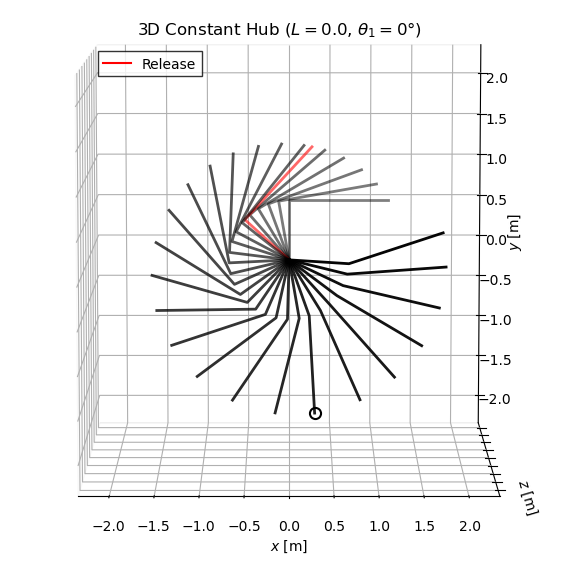 3D Constant Hub (L = 0.0, θ₁ = 0°)
Release
2.0
1.5
1.0
0.5
0.0
−0.5
−1.0
−1.5
−2.0
y [m]
z [m]
−2.0 −1.5 −1.0 −0.5 0.0 0.5 1.0 1.5 2.0
x [m]